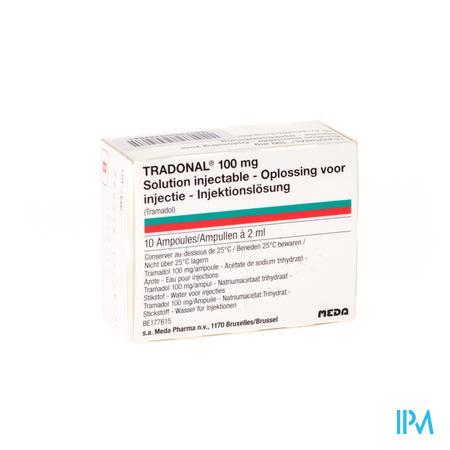 TRADONAL® 100 mg
Solution injectable - Oplossing voor
injectie - Injektionslösung
(Tramadol)
10 Ampoules/Ampullen à 2 ml
Conserver au-dessous de 25°C / Beneden 25°C bewaren /
Nicht über 25°C lagern
Tramadol 100 mg/ampoule - Acétate de sodium trihydraté -
Azote - Eau pour injections
Tramadol 100 mg/ampul - Natriumacetaat trihydraat -
Stikstof - Water voor injecties
Tramadol 100 mg/Ampulle - Natriumacetat Trihydrat -
Stickstoff - Wasser für Injektionen
BE177615
s.a. Meda Pharma n.v., 1170 Bruxelles/Brussel
MEDA
IPM